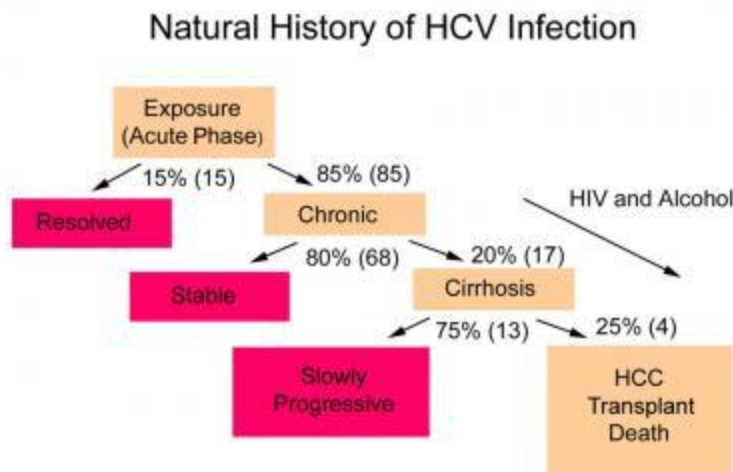 Natural History of HCV Infection
Exposure
(Acute Phase)
15% (15)
85% (85)
Resolved
Chronic
HIV and Alcohol
80% (68)
20% (17)
Stable
Cirrhosis
75% (13)
25% (4)
Slowly
Progressive
HCC
Transplant
Death